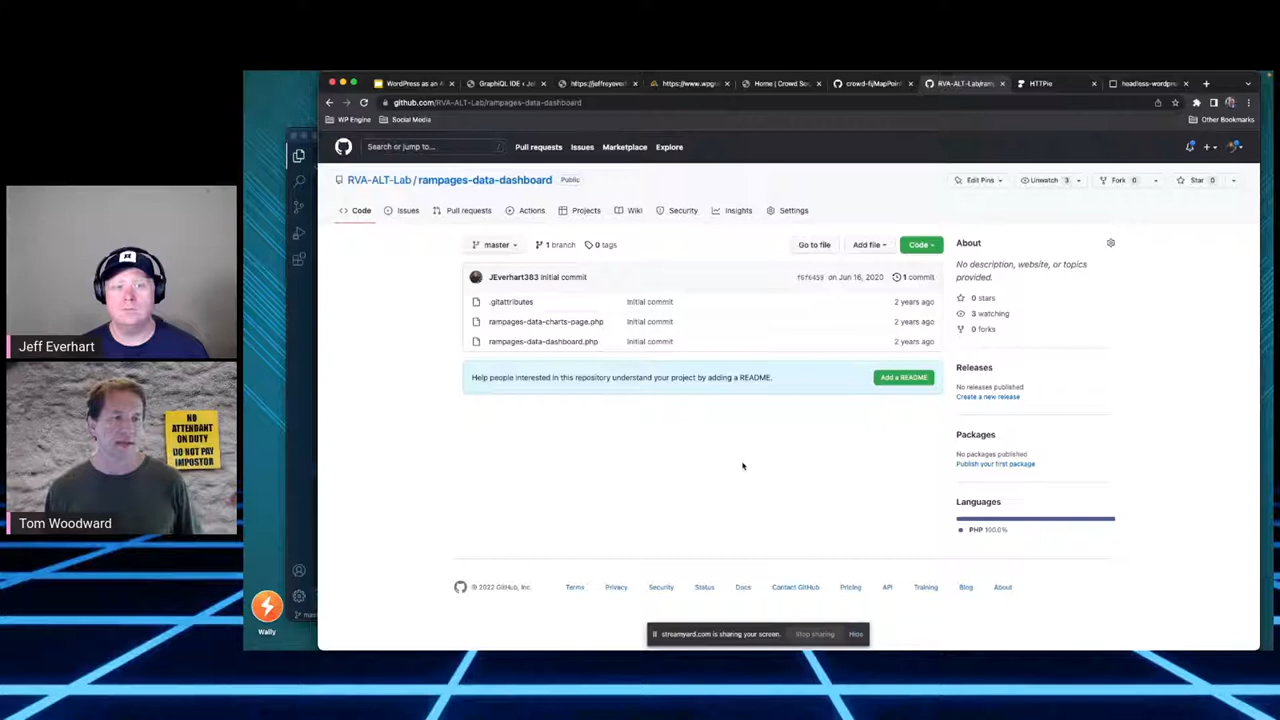 WordPress as an A
GraphiQL IDE + Jef
https://jeffreyever
https://www.wpgr
Home | Crowd Sou
crowd-fi/MapPoin
RVA-ALT-Lab/ram
HTTPie
headless-wordpre
github.com/RVA-ALT-Lab/rampages-data-dashboard
WP Engine
Social Media
Other Bookmarks
Search or jump to...
/
Pull requests
Issues
Marketplace
Explore
RVA-ALT-Lab / rampages-data-dashboard
Public
Edit Pins
Unwatch 3
Fork 0
Star 0
Code
Issues
Pull requests
Actions
Projects
Wiki
Security
Insights
Settings
master
1 branch
0 tags
Go to file
Add file
Code
JEverhart383 Initial commit
f6f6459 on Jun 16, 2020
1 commit
.gitattributes
Initial commit
2 years ago
rampages-data-charts-page.php
Initial commit
2 years ago
rampages-data-dashboard.php
Initial commit
2 years ago
Help people interested in this repository understand your project by adding a README.
Add a README
About
No description, website, or topics
provided.
0 stars
3 watching
0 forks
Releases
No releases published
Create a new release
Packages
No packages published
Publish your first package
Languages
PHP 100.0%
© 2022 GitHub, Inc.
Terms
Privacy
Security
Status
Docs
Contact GitHub
Pricing
API
Training
Blog
About
streamyard.com is sharing your screen.
Stop sharing
Hide
Jeff Everhart
NO
ATTENDANT
ON DUTY
DO NOT PAY
IMPOSTOR
Tom Woodward
Wally